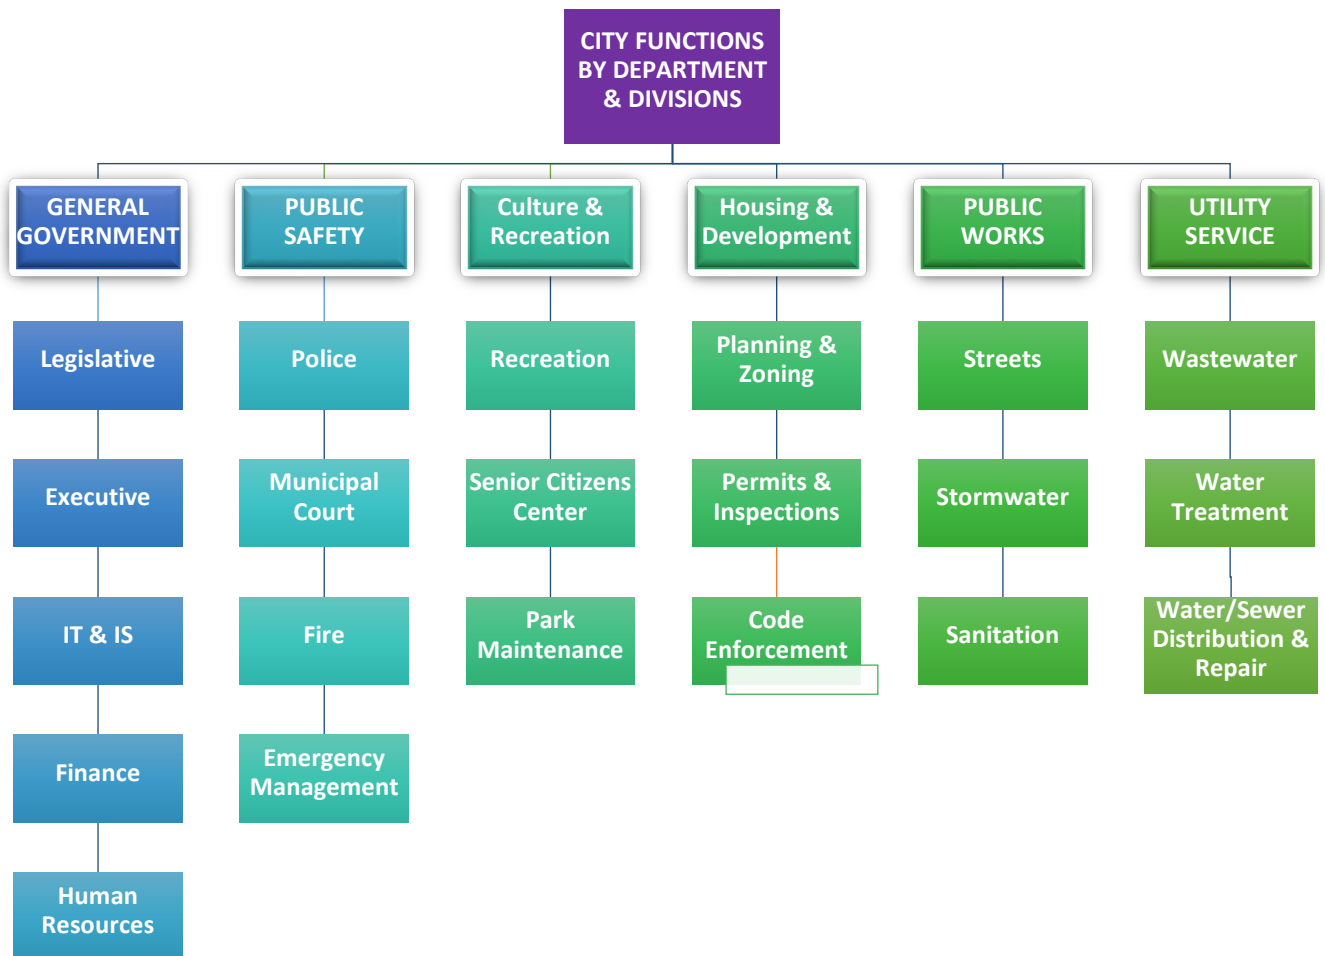 CITY FUNCTIONS
BY DEPARTMENT
& DIVISIONS
GENERAL
GOVERNMENT
Legislative
Executive
IT & IS
Finance
Human
Resources
PUBLIC
SAFETY
Police
Municipal
Court
Fire
Emergency
Management
Culture &
Recreation
Recreation
Senior Citizens
Center
Park
Maintenance
Housing &
Development
Planning &
Zoning
Permits &
Inspections
Code
Enforcement
PUBLIC
WORKS
Streets
Stormwater
Sanitation
UTILITY
SERVICE
Wastewater
Water
Treatment
Water/Sewer
Distribution &
Repair